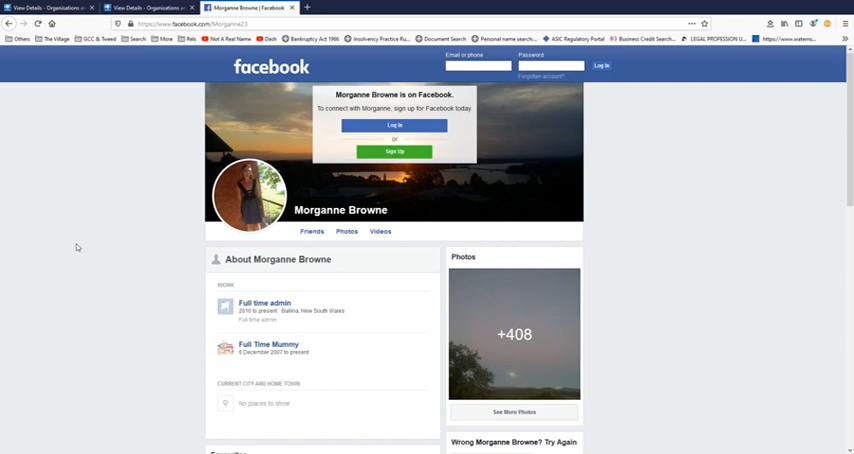 View Details - Organisations an
View Details - Organisations an
Morganne Browne | Facebook
https://www.facebook.com/Morganne23
Others
The Village
GCC & Tweed
Search
More
Rels
Not A Real Name
Dash
Bankruptcy Act 1966
Insolvency Practice Ru...
Document Search
Personal name search...
ASIC Regulatory Portal
Business Credit Search...
LEGAL PROFESSION U...
facebook
Email or phone
Password
Log In
Forgotten account?
Morganne Browne is on Facebook.
To connect with Morganne, sign up for Facebook today.
Log In
or
Sign Up
Morganne Browne
Friends
Photos
Videos
About Morganne Browne
WORK
Full time admin
2016 to present · Ballina, New South Wales
Full time admin
Full Time Mummy
6 December 2007 to present
CURRENT CITY AND HOME TOWN
No places to show
Favourites
Photos
+408
See More Photos
Wrong Morganne Browne? Try Again